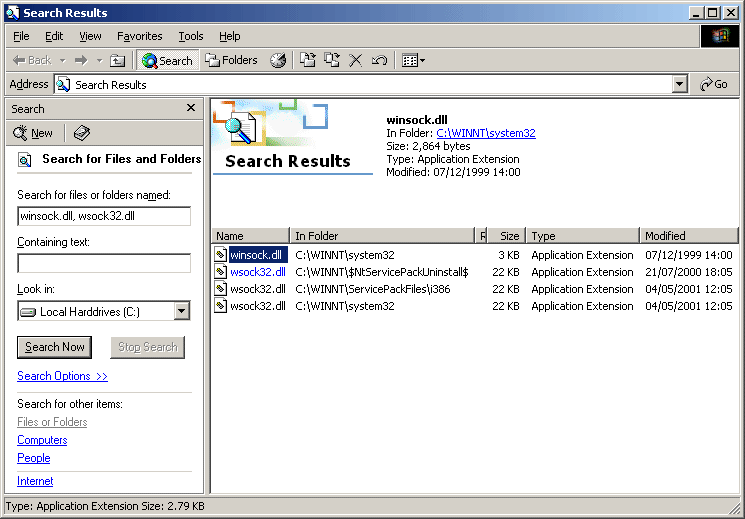 Search Results
File Edit View Favorites Tools Help
Back Search Folders
Address Search Results Go
Search
New
Search for Files and Folders
Search for files or folders named:
winsock.dll, wsock32.dll
Containing text:
Look in:
Local Harddrives (C:)
Search Now Stop Search
Search Options >>
Search for other items:
Files or Folders
Computers
People
Internet
Search Results
winsock.dll
In Folder: C:\WINNT\system32
Size: 2,864 bytes
Type: Application Extension
Modified: 07/12/1999 14:00
Name In Folder R Size Type Modified
winsock.dll C:\WINNT\system32 3 KB Application Extension 07/12/1999 14:00
wsock32.dll C:\WINNT\$NtServicePackUninstall$ 22 KB Application Extension 21/07/2000 18:05
wsock32.dll C:\WINNT\ServicePackFiles\i386 22 KB Application Extension 04/05/2001 12:05
wsock32.dll C:\WINNT\system32 22 KB Application Extension 04/05/2001 12:05
Type: Application Extension Size: 2.79 KB